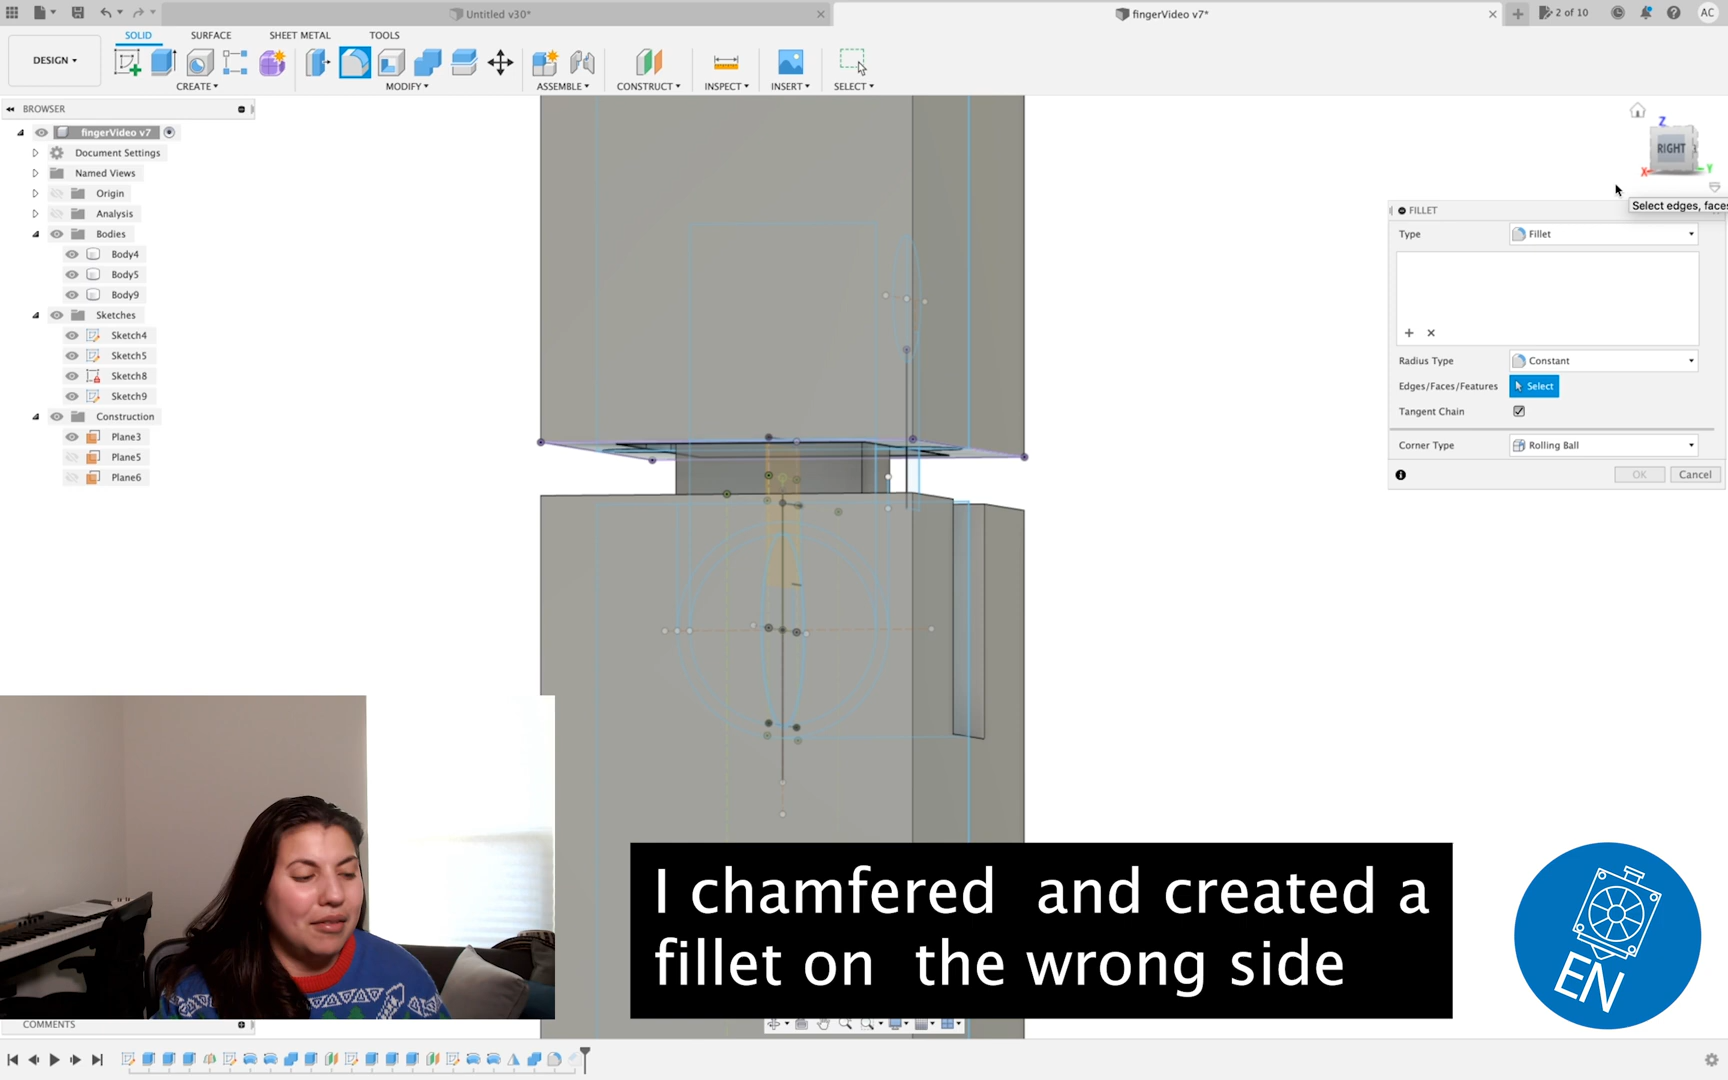 Untitled v30*
fingerVideo v7*
2 of 10
AC
SOLID
SURFACE
SHEET METAL
TOOLS
DESIGN
CREATE
MODIFY
ASSEMBLE
CONSTRUCT
INSPECT
INSERT
SELECT
BROWSER
fingerVideo v7
Document Settings
Named Views
Origin
Analysis
Bodies
Body4
Body5
Body9
Sketches
Sketch4
Sketch5
Sketch8
Sketch9
Construction
Plane3
Plane5
Plane6
Z
RIGHT
X
Y
Select edges, faces
FILLET
Type Fillet
Radius Type Constant
Edges/Faces/Features Select
Tangent Chain
Corner Type Rolling Ball
OK Cancel
I chamfered and created a
fillet on the wrong side
EN
COMMENTS